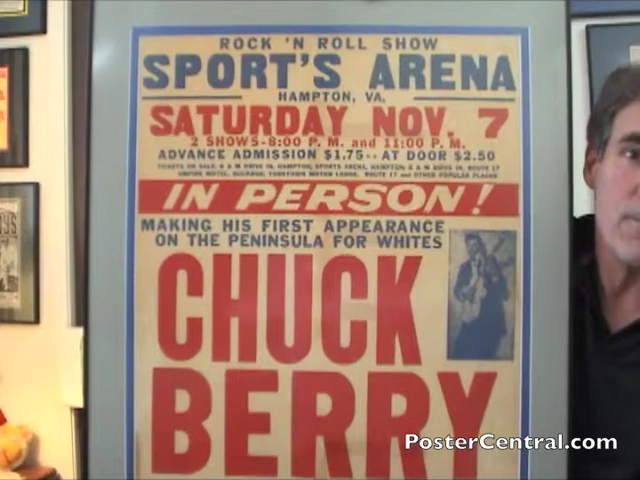 ROCK 'N ROLL SHOW
SPORT'S ARENA
HAMPTON, VA.
SATURDAY NOV. 7
2 SHOWS-8:00 P. M. and 11:00 P. M.
ADVANCE ADMISSION $1.75-- AT DOOR $2.50
IN PERSON!
MAKING HIS FIRST APPEARANCE
ON THE PENINSULA FOR WHITES
CHUCK
BERRY
PosterCentral.com